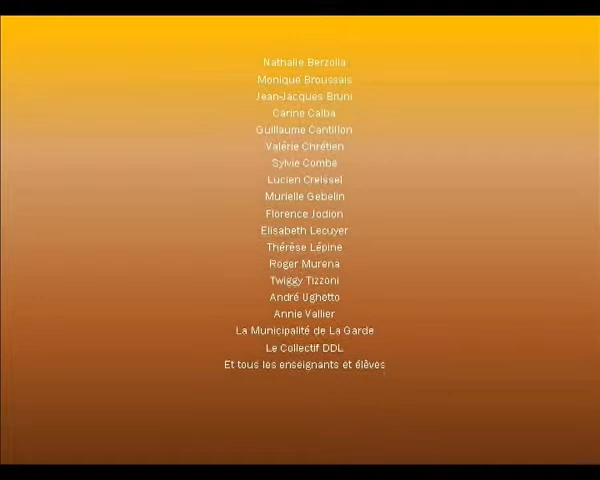 Nathalie Berzolla
Monique Broussais
Jean-Jacques Bruni
Carine Calba
Guillaume Cantillon
Valérie Chrétien
Sylvie Comba
Lucien Creissel
Murielle Gebelin
Florence Jodion
Elisabeth Lecuyer
Thérèse Lépine
Roger Murena
Twiggy Tizzoni
André Ughetto
Annie Vallier
La Municipalité de La Garde
Le Collectif DDL
Et tous les enseignants et élèves